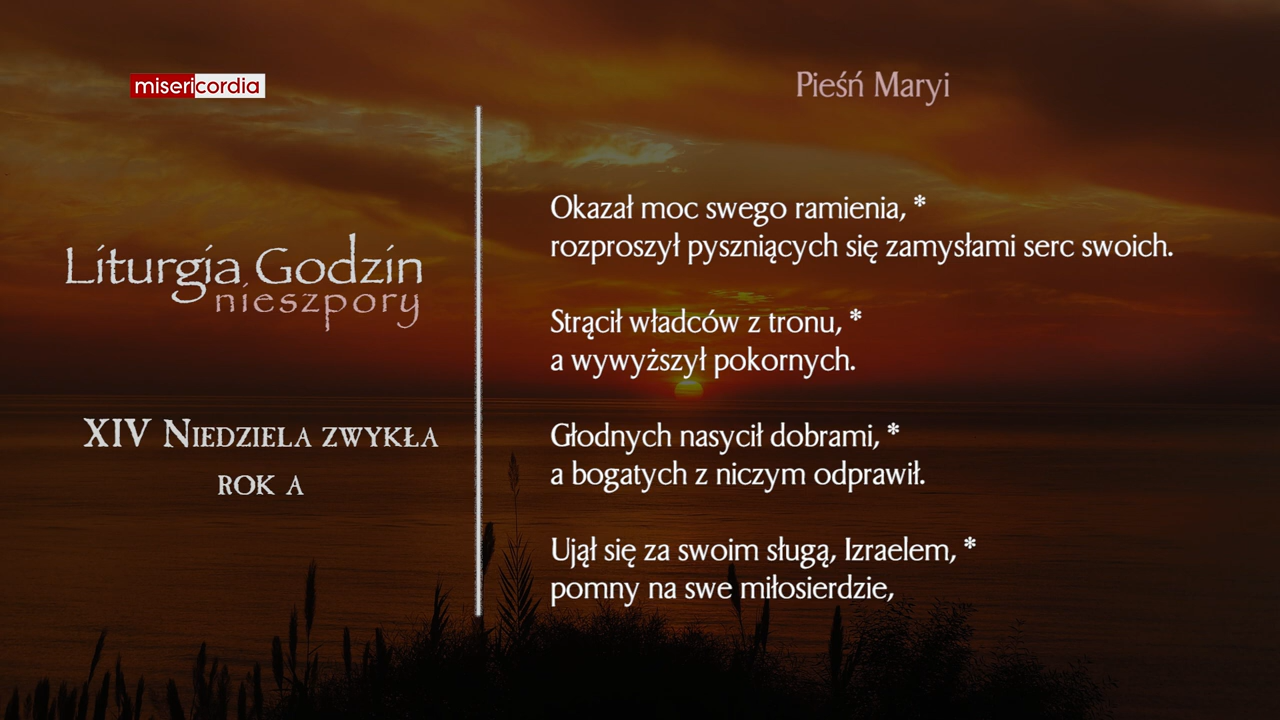 misericordia
Liturgia Godzin
nieszpory
XIV Niedziela zwykła
rok A
Pieśń Maryi
Okazał moc swego ramienia, *
rozproszył pyszniących się zamysłami serc swoich.
Strącił władców z tronu, *
a wywyższył pokornych.
Głodnych nasycił dobrami, *
a bogatych z niczym odprawił.
Ujął się za swoim sługą, Izraelem, *
pomny na swe miłosierdzie,